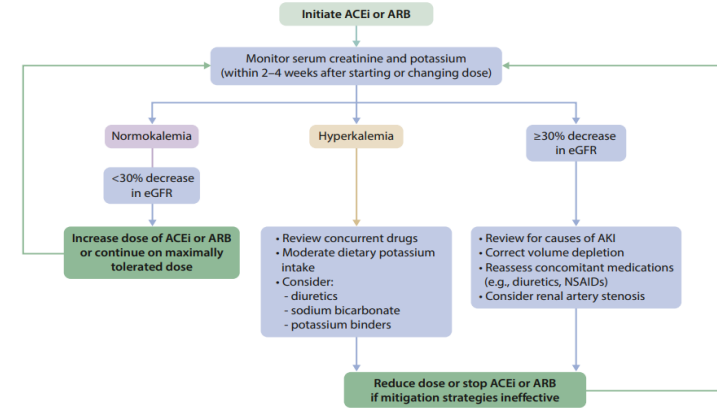 Initiate ACEi or ARB
Monitor serum creatinine and potassium
(within 2–4 weeks after starting or changing dose)
Normokalemia
Hyperkalemia
≥30% decrease
in eGFR
<30% decrease
in eGFR
Increase dose of ACEi or ARB
or continue on maximally
tolerated dose
• Review concurrent drugs
• Moderate dietary potassium
intake
• Consider:
- diuretics
- sodium bicarbonate
- potassium binders
• Review for causes of AKI
• Correct volume depletion
• Reassess concomitant medications
(e.g., diuretics, NSAIDs)
• Consider renal artery stenosis
Reduce dose or stop ACEi or ARB
if mitigation strategies ineffective